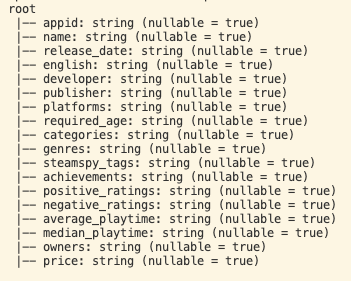 root
 |-- appid: string (nullable = true)
 |-- name: string (nullable = true)
 |-- release_date: string (nullable = true)
 |-- english: string (nullable = true)
 |-- developer: string (nullable = true)
 |-- publisher: string (nullable = true)
 |-- platforms: string (nullable = true)
 |-- required_age: string (nullable = true)
 |-- categories: string (nullable = true)
 |-- genres: string (nullable = true)
 |-- steamspy_tags: string (nullable = true)
 |-- achievements: string (nullable = true)
 |-- positive_ratings: string (nullable = true)
 |-- negative_ratings: string (nullable = true)
 |-- average_playtime: string (nullable = true)
 |-- median_playtime: string (nullable = true)
 |-- owners: string (nullable = true)
 |-- price: string (nullable = true)